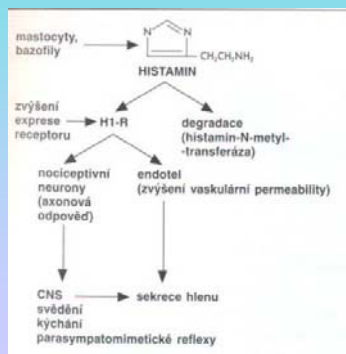 mastocyty,
bazofily
N
N
CH₂CH₂NH₂
HISTAMIN
zvýšení
exprese
receptoru
H1-R
degradace
(histamin-N-metyl-
-transferáza)
nociceptivní
neurony
(axonová
odpověď)
endotel
(zvýšení vaskulární permeability)
CNS
svědění
kýchání
parasympatomimetické reflexy
sekrece hlenu